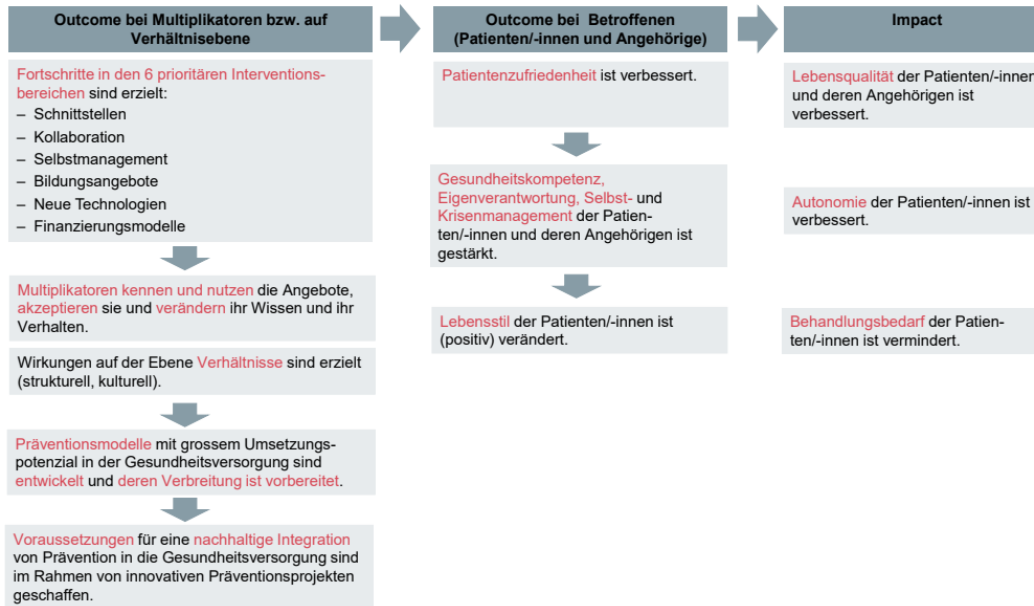 Outcome bei Multiplikatoren bzw. auf
Verhältnisebene
Fortschritte in den 6 prioritären Interventions-
bereichen sind erzielt:
– Schnittstellen
– Kollaboration
– Selbstmanagement
– Bildungsangebote
– Neue Technologien
– Finanzierungsmodelle
Multiplikatoren kennen und nutzen die Angebote,
akzeptieren sie und verändern ihr Wissen und ihr
Verhalten.
Wirkungen auf der Ebene Verhältnisse sind erzielt
(strukturell, kulturell).
Präventionsmodelle mit grossem Umsetzungs-
potenzial in der Gesundheitsversorgung sind
entwickelt und deren Verbreitung ist vorbereitet.
Voraussetzungen für eine nachhaltige Integration
von Prävention in die Gesundheitsversorgung sind
im Rahmen von innovativen Präventionsprojekten
geschaffen.
Outcome bei Betroffenen
(Patienten/-innen und Angehörige)
Patientenzufriedenheit ist verbessert.
Gesundheitskompetenz,
Eigenverantwortung, Selbst- und
Krisenmanagement der Patien-
ten/-innen und deren Angehörigen ist
gestärkt.
Lebensstil der Patienten/-innen ist
(positiv) verändert.
Impact
Lebensqualität der Patienten/-innen
und deren Angehörigen ist
verbessert.
Autonomie der Patienten/-innen ist
verbessert.
Behandlungsbedarf der Patien-
ten/-innen ist vermindert.